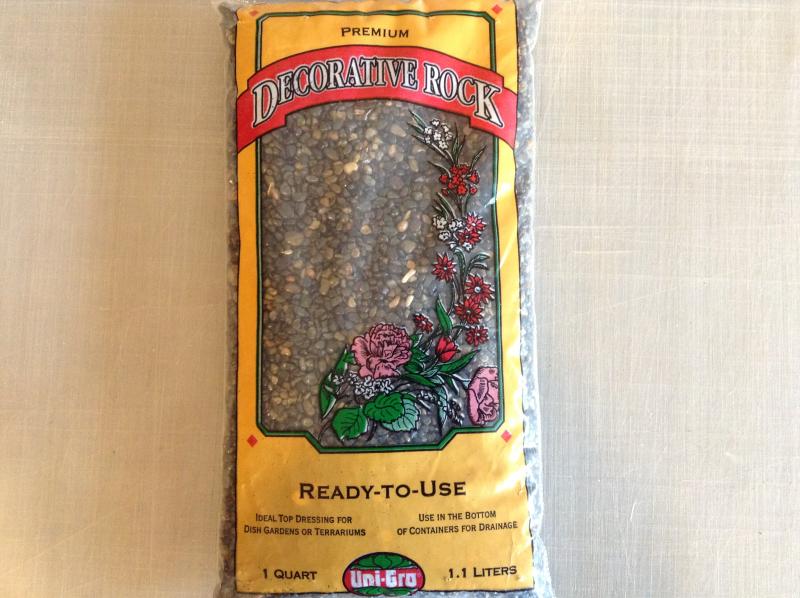 PREMIUM
DECORATIVE ROCK
READY-TO-USE
IDEAL TOP DRESSING FOR
DISH GARDENS OR TERRARIUMS
USE IN THE BOTTOM
OF CONTAINERS FOR DRAINAGE
1 QUART
Uni-Gro
1.1 LITERS